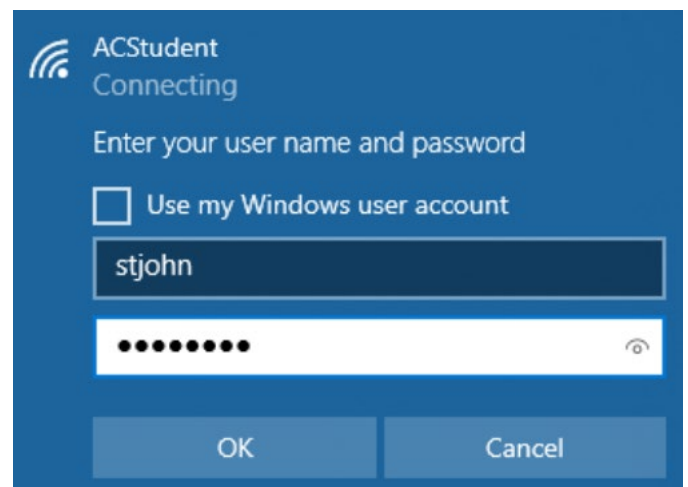 ACStudent
Connecting
Enter your user name and password
Use my Windows user account
stjohn
●●●●●●●●
OK Cancel